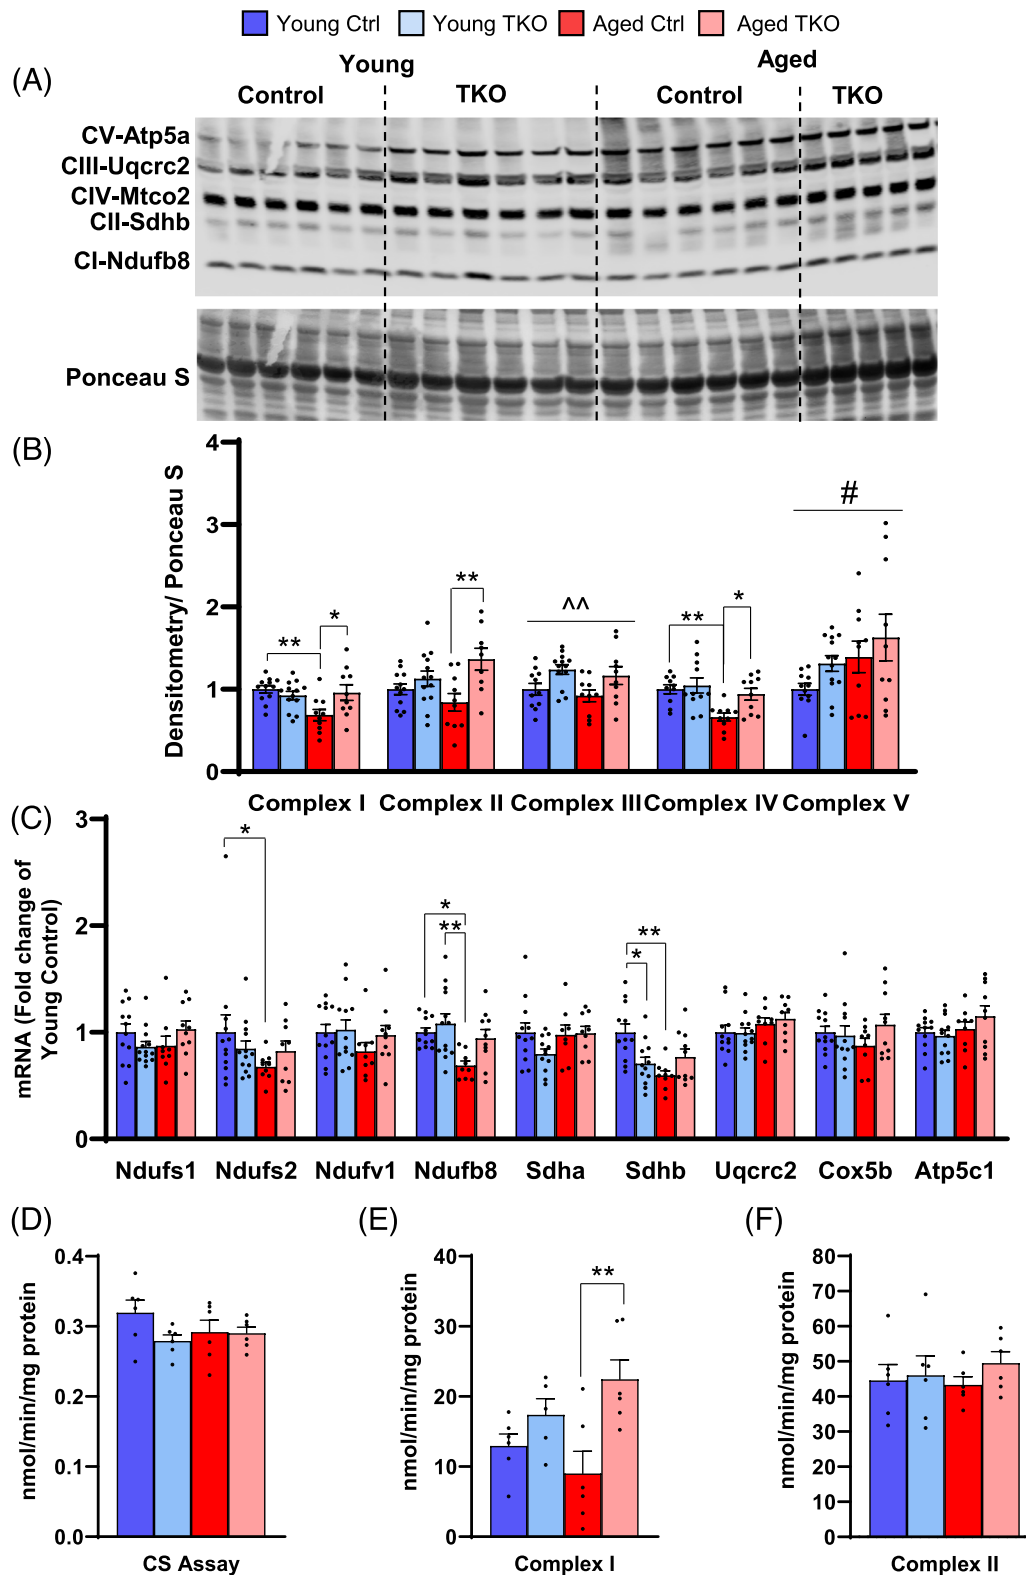 Young Ctrl Young TKO Aged Ctrl Aged TKO
(A)
Young Aged
Control TKO Control TKO
CV-Atp5a
CIII-Uqcrc2
CIV-Mtco2
CII-Sdhb
CI-Ndufb8
Ponceau S
(B)
Densitometry/ Ponceau S
4
3
2
1
0
** * ** ^^ ** * #
Complex I Complex II Complex III Complex IV Complex V
(C)
mRNA (Fold change of
Young Control)
3
2
1
0
* * ** * **
Ndufs1 Ndufs2 Ndufv1 Ndufb8 Sdha Sdhb Uqcrc2 Cox5b Atp5c1
(D)
nmol/min/mg protein
0.4
0.3
0.2
0.1
0.0
CS Assay
(E)
nmol/min/mg protein
40
30
20
10
0
**
Complex I
(F)
nmol/min/mg protein
80
70
60
50
40
30
20
10
0
Complex II